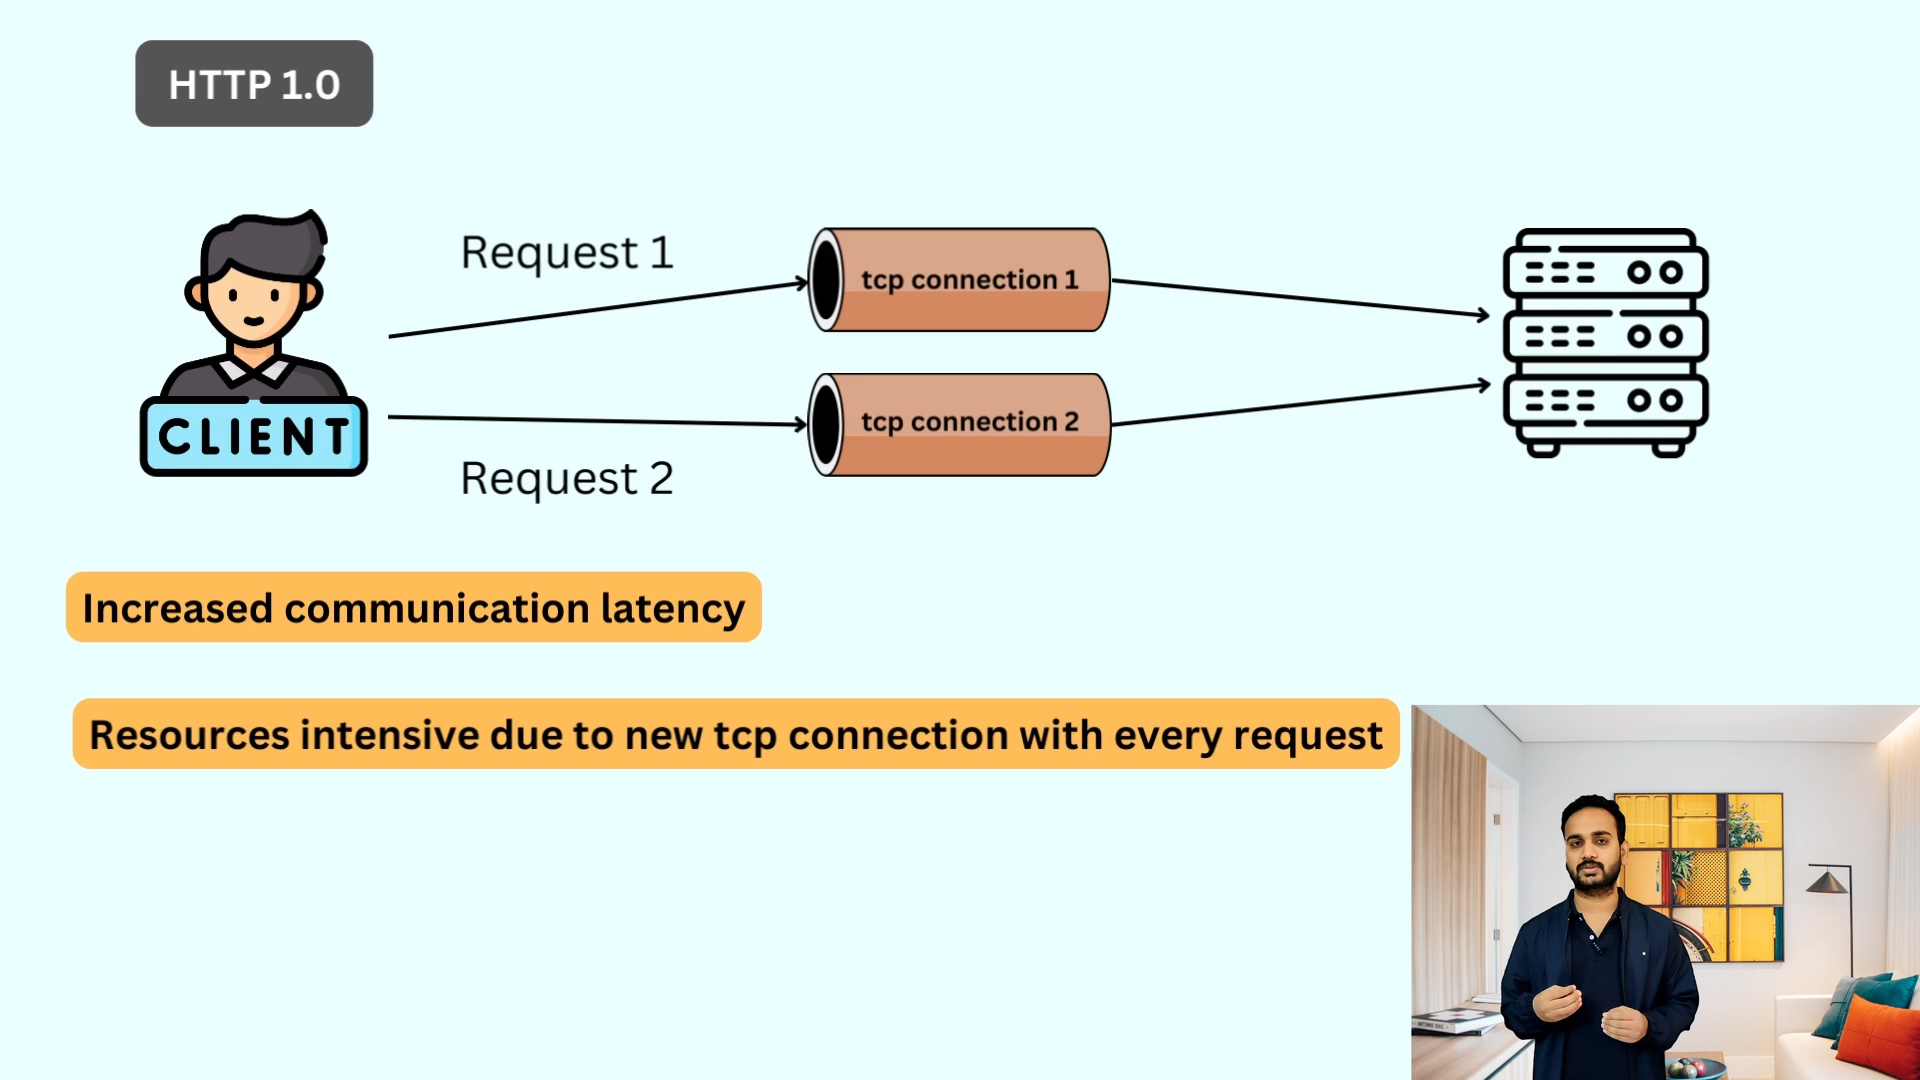 HTTP 1.0
Request 1
tcp connection 1
tcp connection 2
CLIENT
Request 2
Increased communication latency
Resources intensive due to new tcp connection with every request